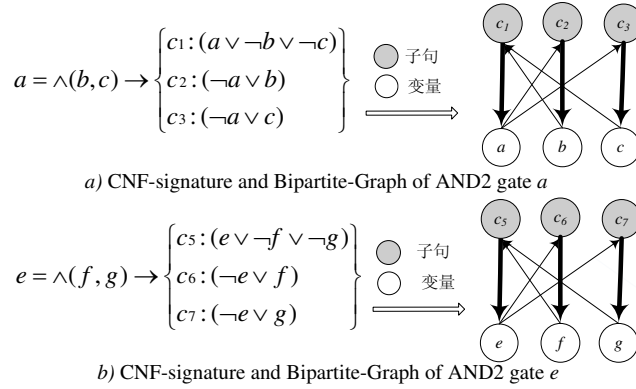 c₁ c₂ c₃
c₁: (a ∨ ¬b ∨ ¬c)
a = ∧(b, c) → c₂: (¬a ∨ b)
c₃: (¬a ∨ c)
子句
变量
a b c
a) CNF-signature and Bipartite-Graph of AND2 gate a
c₅ c₆ c₇
c₅: (e ∨ ¬f ∨ ¬g)
e = ∧(f, g) → c₆: (¬e ∨ f)
c₇: (¬e ∨ g)
子句
变量
e f g
b) CNF-signature and Bipartite-Graph of AND2 gate e